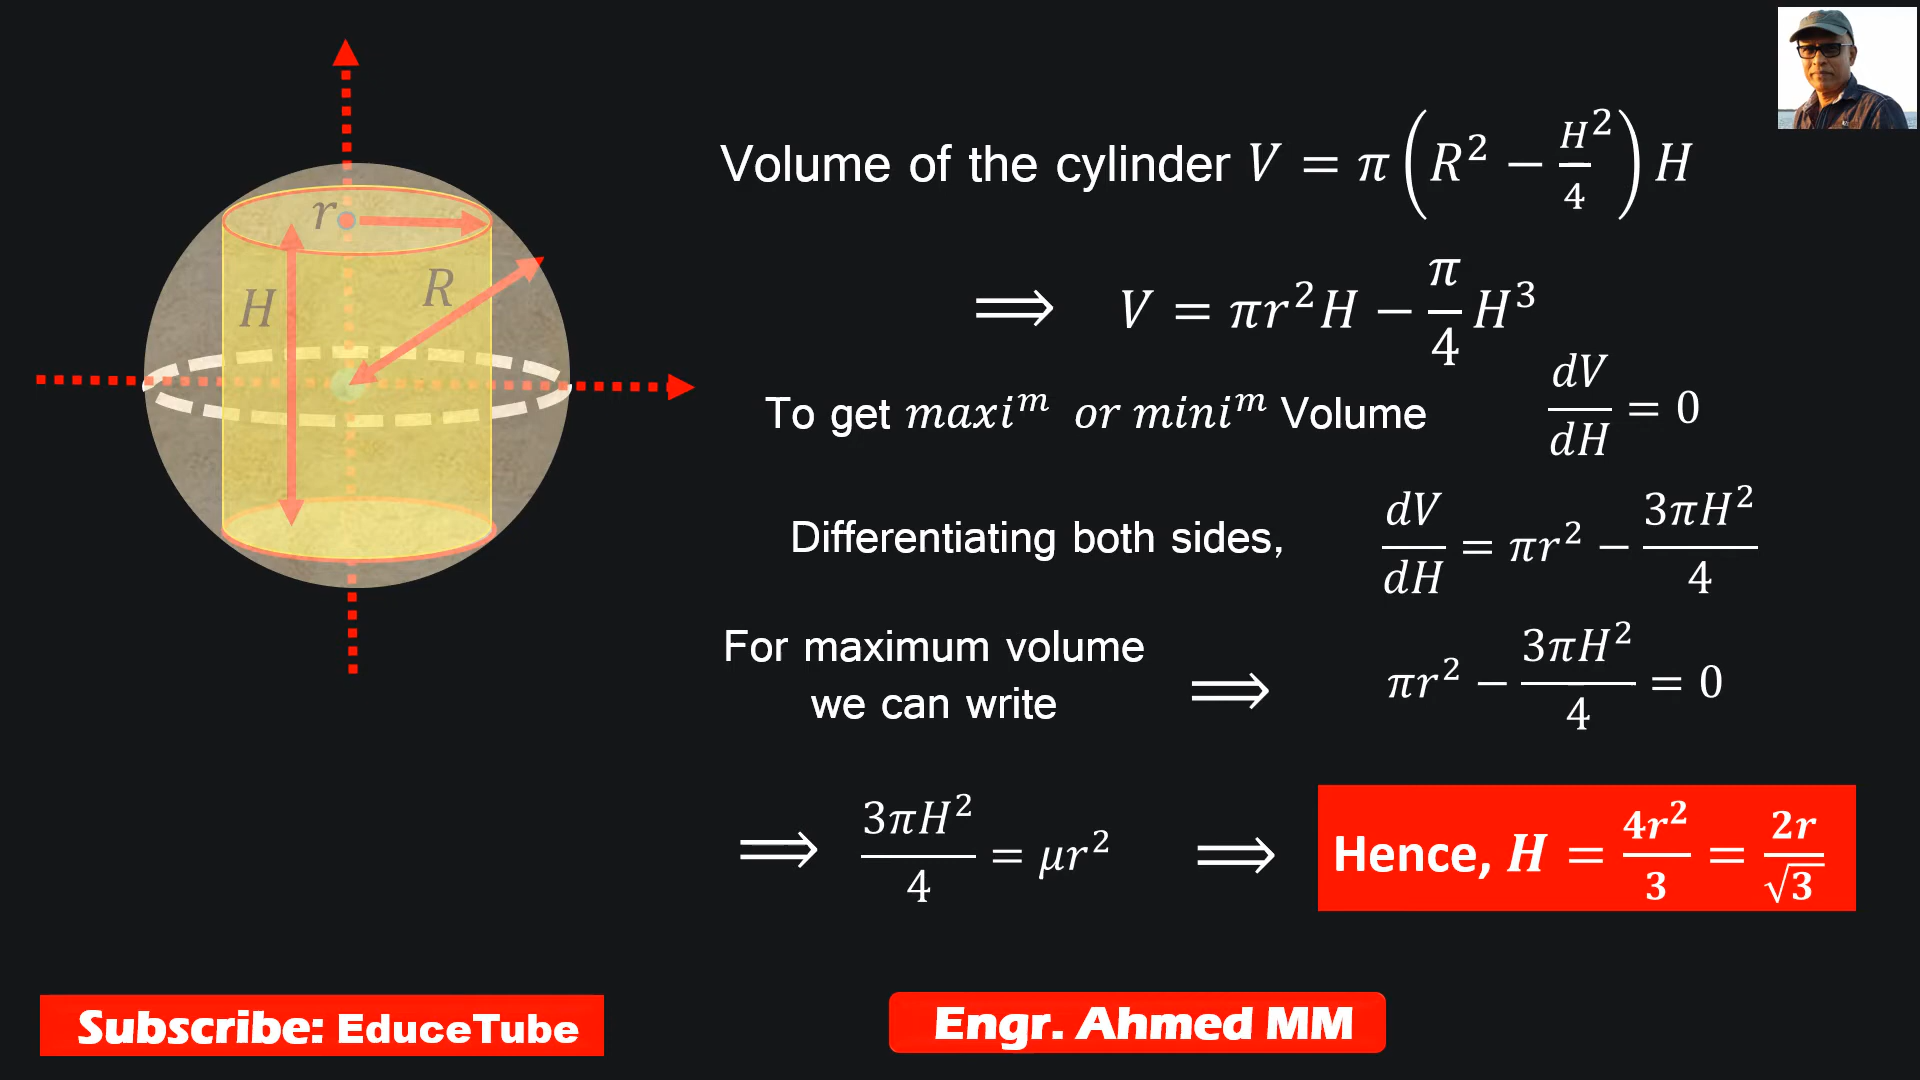 r
R
H
Volume of the cylinder V = π(R² − H²/4)H
⟹ V = πr²H − π/4 H³
To get maxiᵐ or miniᵐ Volume dV/dH = 0
Differentiating both sides, dV/dH = πr² − 3πH²/4
For maximum volume
we can write ⟹ πr² − 3πH²/4 = 0
⟹ 3πH²/4 = μr² ⟹ Hence, H = 4r²/3 = 2r/√3
Subscribe: EduceTube
Engr. Ahmed MM